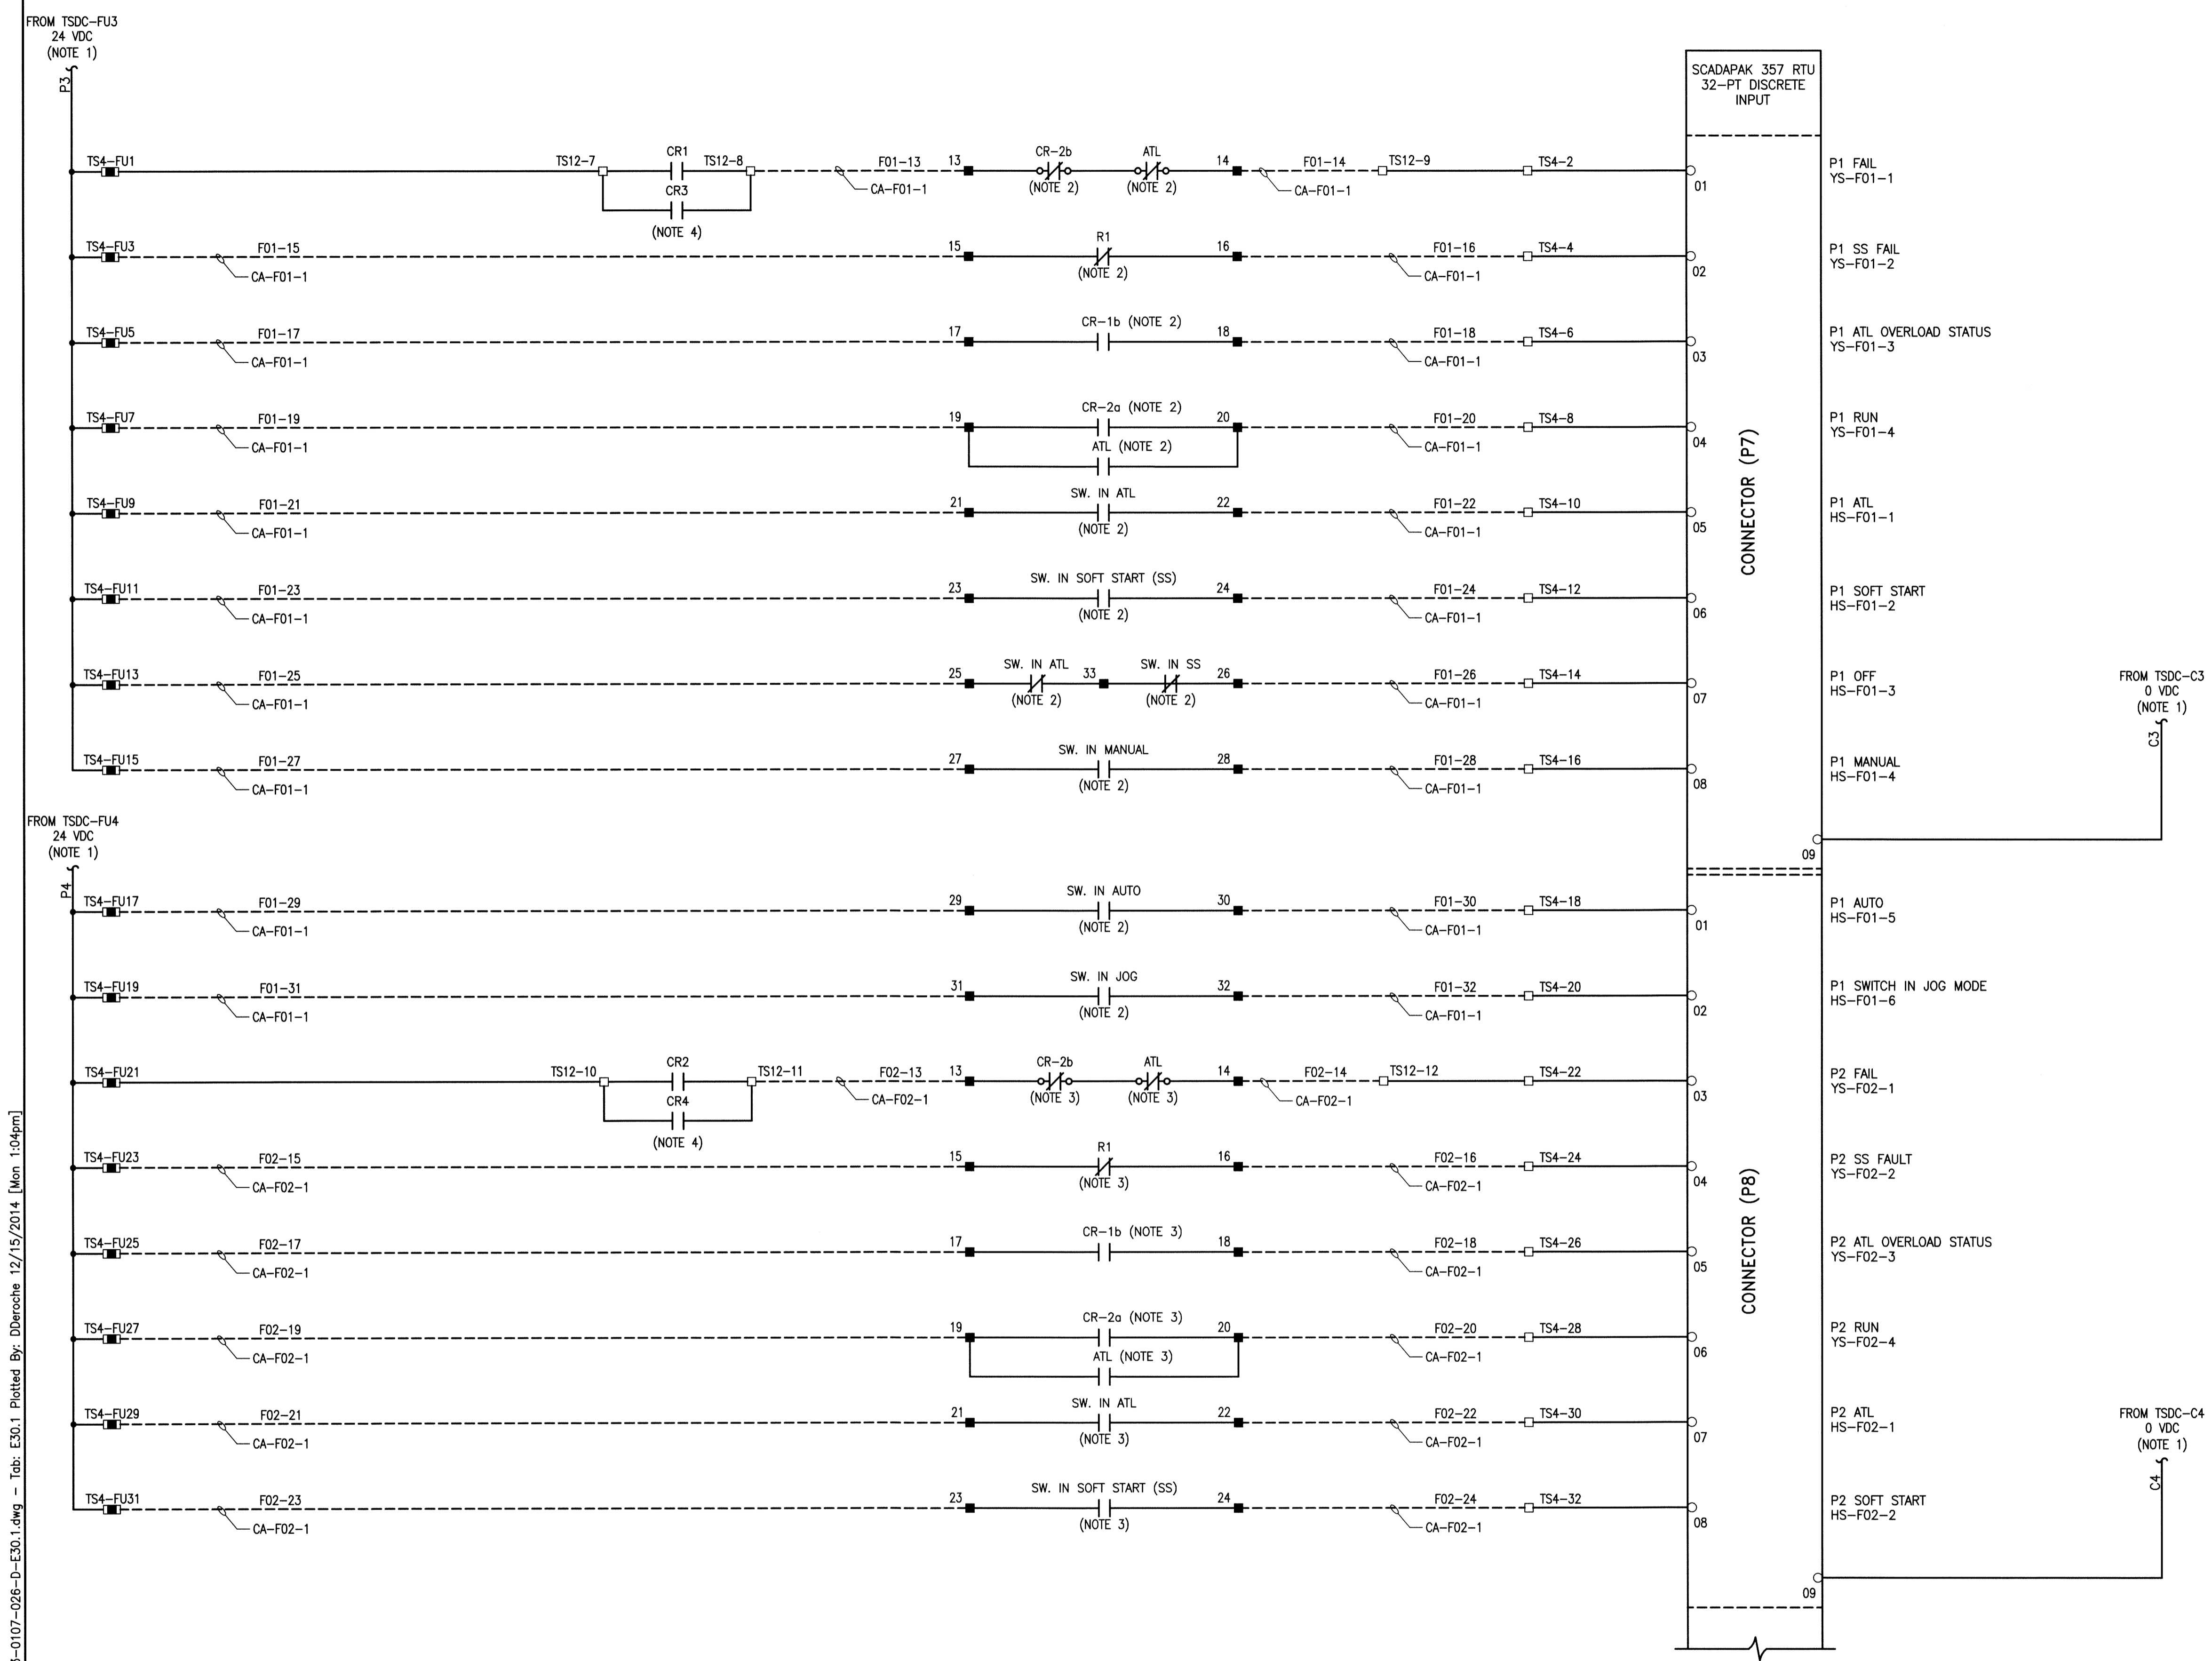 FROM TSDC-FU3
24 VDC
(NOTE 1)
P3
SCADAPAK 357 RTU
32-PT DISCRETE
INPUT
TS4-FU1
TS12-7
CR1
TS12-8
F01-13
13
CR-2b
ATL
14
F01-14
TS12-9
TS4-2
P1 FAIL
YS-F01-1
CA-F01-1
(NOTE 2)
(NOTE 2)
CA-F01-1
01
CR3
(NOTE 4)
TS4-FU3
F01-15
15
R1
16
F01-16
TS4-4
P1 SS FAIL
YS-F01-2
CA-F01-1
(NOTE 2)
CA-F01-1
02
TS4-FU5
F01-17
17
CR-1b (NOTE 2)
18
F01-18
TS4-6
P1 ATL OVERLOAD STATUS
YS-F01-3
CA-F01-1
CA-F01-1
03
TS4-FU7
F01-19
19
CR-2a (NOTE 2)
20
F01-20
TS4-8
P1 RUN
YS-F01-4
CA-F01-1
ATL (NOTE 2)
CA-F01-1
04
CONNECTOR (P7)
TS4-FU9
F01-21
21
SW. IN ATL
22
F01-22
TS4-10
P1 ATL
HS-F01-1
CA-F01-1
(NOTE 2)
CA-F01-1
05
TS4-FU11
F01-23
23
SW. IN SOFT START (SS)
24
F01-24
TS4-12
P1 SOFT START
HS-F01-2
CA-F01-1
(NOTE 2)
CA-F01-1
06
TS4-FU13
F01-25
25
SW. IN ATL
33
SW. IN SS
26
F01-26
TS4-14
P1 OFF
HS-F01-3
CA-F01-1
(NOTE 2)
(NOTE 2)
CA-F01-1
07
FROM TSDC-C3
0 VDC
(NOTE 1)
C3
TS4-FU15
F01-27
27
SW. IN MANUAL
28
F01-28
TS4-16
P1 MANUAL
HS-F01-4
CA-F01-1
(NOTE 2)
CA-F01-1
08
09
FROM TSDC-FU4
24 VDC
(NOTE 1)
P4
TS4-FU17
F01-29
29
SW. IN AUTO
30
F01-30
TS4-18
P1 AUTO
HS-F01-5
CA-F01-1
(NOTE 2)
CA-F01-1
01
TS4-FU19
F01-31
31
SW. IN JOG
32
F01-32
TS4-20
P1 SWITCH IN JOG MODE
HS-F01-6
CA-F01-1
(NOTE 2)
CA-F01-1
02
TS4-FU21
TS12-10
CR2
TS12-11
F02-13
13
CR-2b
ATL
14
F02-14
TS12-12
TS4-22
P2 FAIL
YS-F02-1
CA-F02-1
(NOTE 3)
(NOTE 3)
CA-F02-1
03
CR4
(NOTE 4)
TS4-FU23
F02-15
15
R1
16
F02-16
TS4-24
P2 SS FAULT
YS-F02-2
CA-F02-1
(NOTE 3)
CA-F02-1
04
CONNECTOR (P8)
TS4-FU25
F02-17
17
CR-1b (NOTE 3)
18
F02-18
TS4-26
P2 ATL OVERLOAD STATUS
YS-F02-3
CA-F02-1
CA-F02-1
05
TS4-FU27
F02-19
19
CR-2a (NOTE 3)
20
F02-20
TS4-28
P2 RUN
YS-F02-4
CA-F02-1
ATL (NOTE 3)
CA-F02-1
06
TS4-FU29
F02-21
21
SW. IN ATL
22
F02-22
TS4-30
P2 ATL
HS-F02-1
CA-F02-1
(NOTE 3)
CA-F02-1
07
FROM TSDC-C4
0 VDC
(NOTE 1)
C4
TS4-FU31
F02-23
23
SW. IN SOFT START (SS)
24
F02-24
TS4-32
P2 SOFT START
HS-F02-2
CA-F02-1
(NOTE 3)
CA-F02-1
08
09
-0107-026-D-E30.1.dwg - Tab: E30.1 Plotted By: DDeroche 12/15/2014 [Mon 1:04pm]